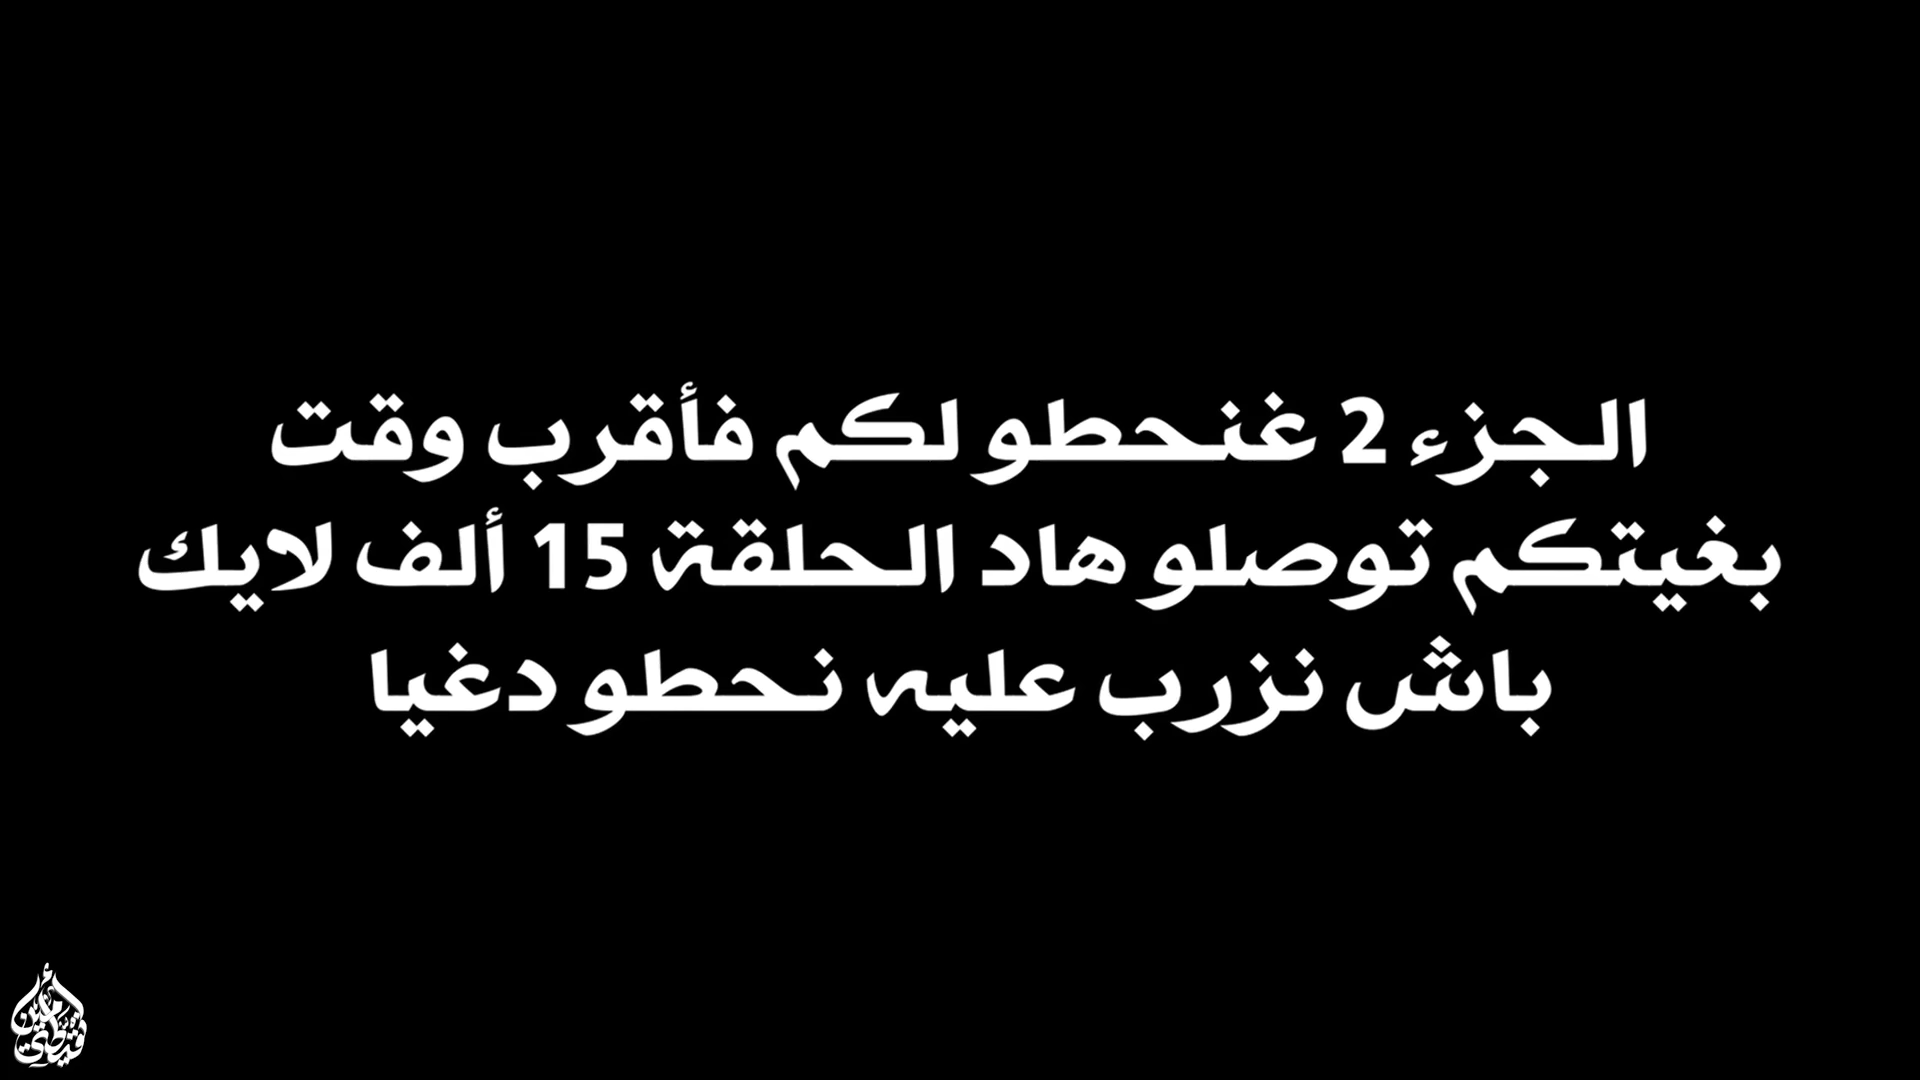 الجزء 2 غنحطو لكم فأقرب وقت
بغيتكم توصلو هاد الحلقة 15 ألف لايك
باش نزرب عليه نحطو دغيا